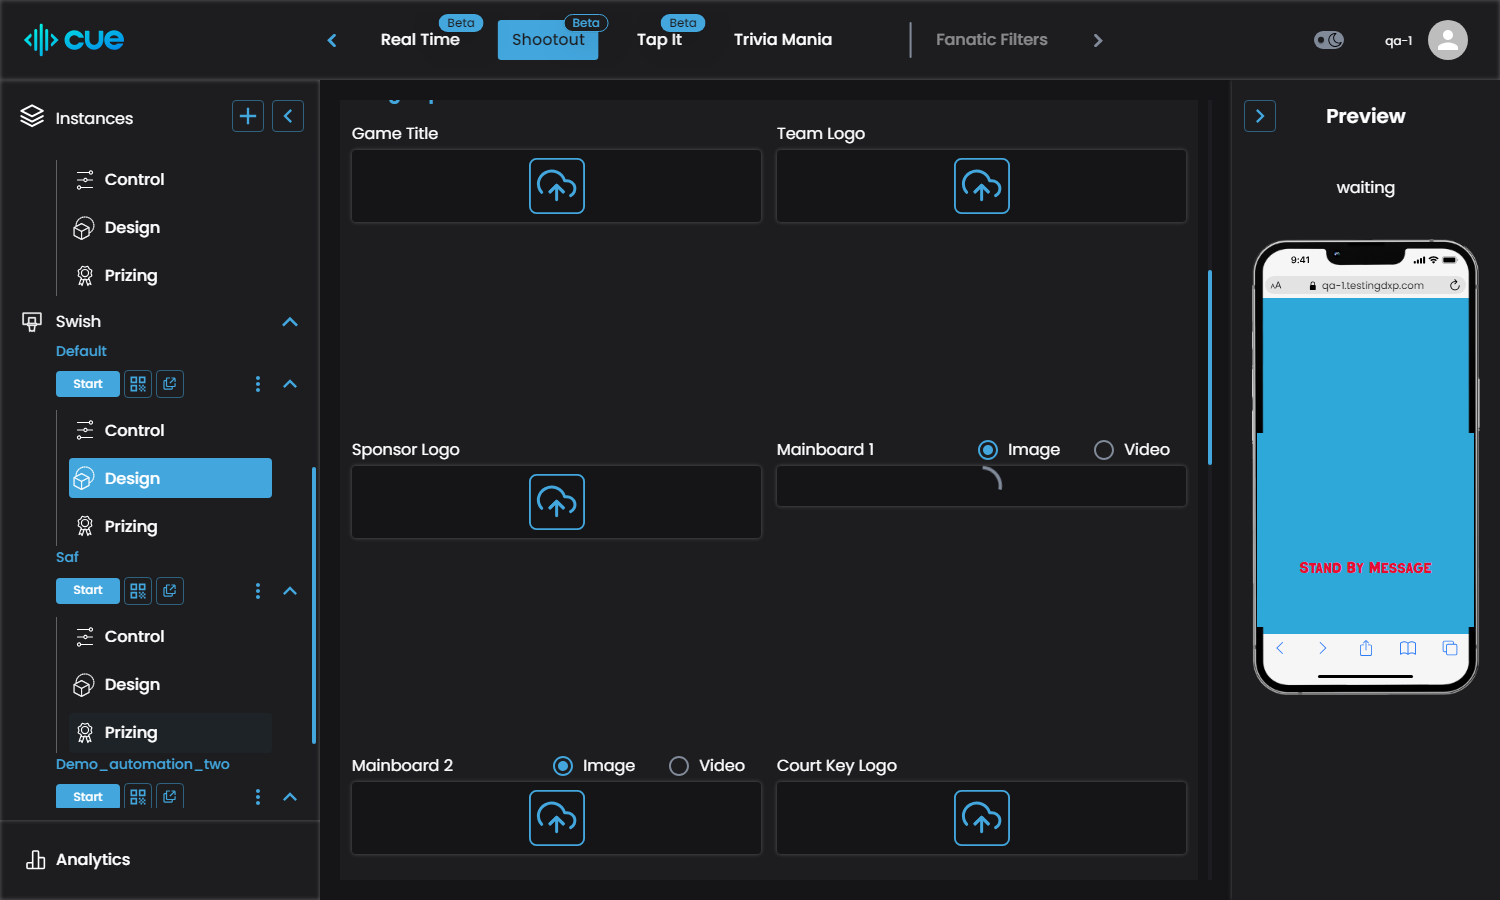 cue
Real Time
Beta
Shootout
Beta
Tap It
Beta
Trivia Mania
Fanatic Filters
qa-1
Instances
Control
Design
Prizing
Swish
Default
Start
Control
Design
Prizing
Saf
Start
Control
Design
Prizing
Demo_automation_two
Start
Analytics
Game Title
Team Logo
Sponsor Logo
Mainboard 1
Image
Video
Mainboard 2
Image
Video
Court Key Logo
Preview
waiting
9:41
AA
qa-1.testingdxp.com
Stand By Message